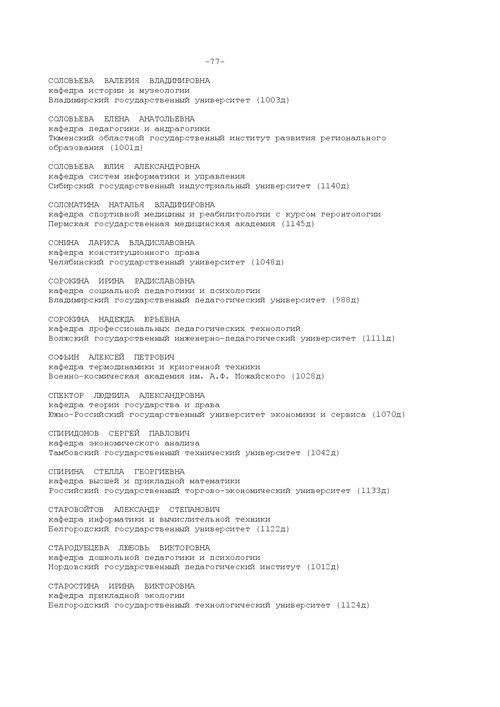 -77-
СОЛОВЬЕВА ВАЛЕРИЯ ВЛАДИМИРОВНА
кафедра истории и музеологии
Владимирский государственный университет (1003д)
СОЛОВЬЕВА ЕЛЕНА АНАТОЛЬЕВНА
кафедра педагогики и андрагогики
Тюменский областной государственный институт развития регионального
образования (1001д)
СОЛОВЬЕВА ЮЛИЯ АЛЕКСАНДРОВНА
кафедра систем информатики и управления
Сибирский государственный индустриальный университет (1140д)
СОЛОМАТИНА НАТАЛЬЯ ВЛАДИМИРОВНА
кафедра спортивной медицины и реабилитологии с курсом геронтологии
Пермская государственная медицинская академия (1145д)
СОНИНА ЛАРИСА ВЛАДИСЛАВОВНА
кафедра конституционного права
Челябинский государственный университет (1048д)
СОРОКИНА ИРИНА РАДИСЛАВОВНА
кафедра социальной педагогики и психологии
Владимирский государственный педагогический университет (988д)
СОРОКИНА НАДЕЖДА ЮРЬЕВНА
кафедра профессиональных педагогических технологий
Волжский государственный инженерно-педагогический университет (1111д)
СОФЬИН АЛЕКСЕЙ ПЕТРОВИЧ
кафедра термодинамики и криогенной техники
Военно-космическая академия им. А.Ф. Можайского (1028д)
СПЕКТОР ЛЮДМИЛА АЛЕКСАНДРОВНА
кафедра теории государства и права
Южно-Российский государственный университет экономики и сервиса (1070д)
СПИРИДОНОВ СЕРГЕЙ ПАВЛОВИЧ
кафедра экономического анализа
Тамбовский государственный технический университет (1042д)
СПИРИНА СТЕЛЛА ГЕОРГИЕВНА
кафедра высшей и прикладной математики
Российский государственный торгово-экономический университет (1133д)
СТАРОВОЙТОВ АЛЕКСАНДР СТЕПАНОВИЧ
кафедра информатики и вычислительной техники
Белгородский государственный университет (1122д)
СТАРОДУБЦЕВА ЛЮБОВЬ ВИКТОРОВНА
кафедра дошкольной педагогики и психологии
Мордовский государственный педагогический институт (1012д)
СТАРОСТИНА ИРИНА ВИКТОРОВНА
кафедра прикладной экологии
Белгородский государственный технологический университет (1124д)